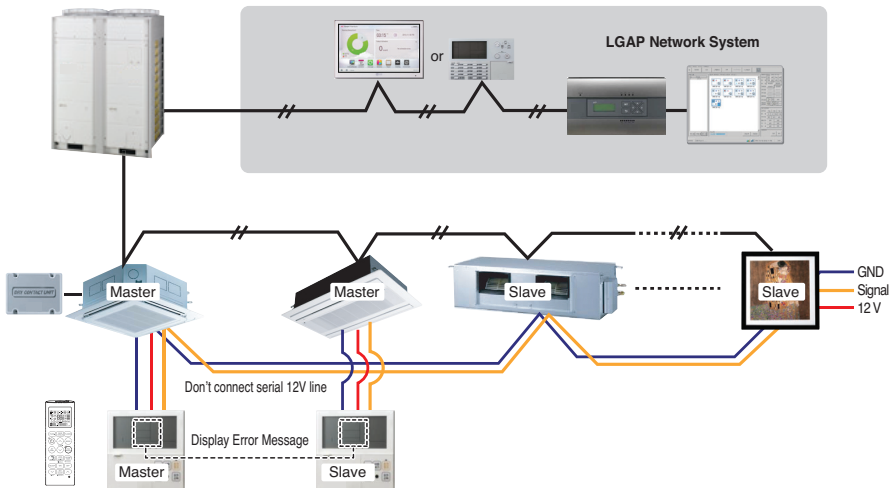 LGAP Network System
or
Master
Master
Slave
Slave
GND
Signal
12 V
Don't connect serial 12V line
Display Error Message
Master
Slave